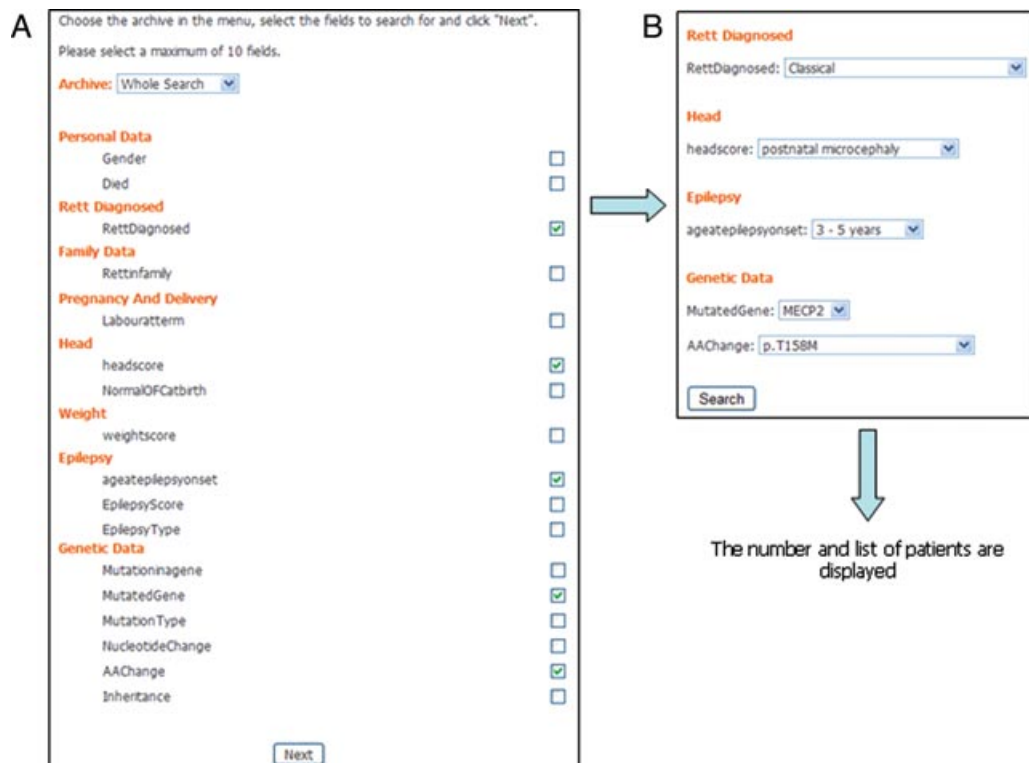 A
Choose the archive in the menu, select the fields to search for and click "Next".
Please select a maximum of 10 fields.
Archive: Whole Search
Personal Data
Gender
Died
Rett Diagnosed
RettDiagnosed
Family Data
Rettinfamily
Pregnancy And Delivery
Labouratterm
Head
headscore
NormalOFCatbirth
Weight
weightscore
Epilepsy
ageatepilepsyonset
EpilepsyScore
EpilepsyType
Genetic Data
Mutationinagene
MutatedGene
MutationType
NucleotideChange
AAChange
Inheritance
Next
B
Rett Diagnosed
RettDiagnosed: Classical
Head
headscore: postnatal microcephaly
Epilepsy
ageatepilepsyonset: 3 - 5 years
Genetic Data
MutatedGene: MECP2
AAChange: p.T158M
Search
The number and list of patients are
displayed